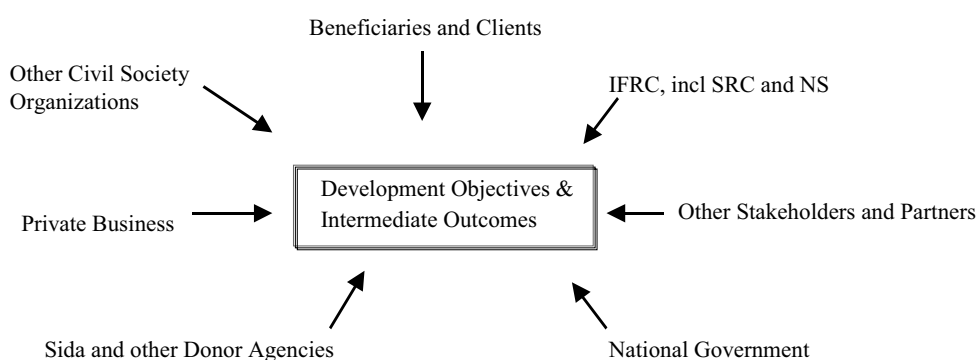 Beneficiaries and Clients
Other Civil Society
Organizations
IFRC, incl SRC and NS
Development Objectives &
Intermediate Outcomes
Private Business
Other Stakeholders and Partners
Sida and other Donor Agencies
National Government